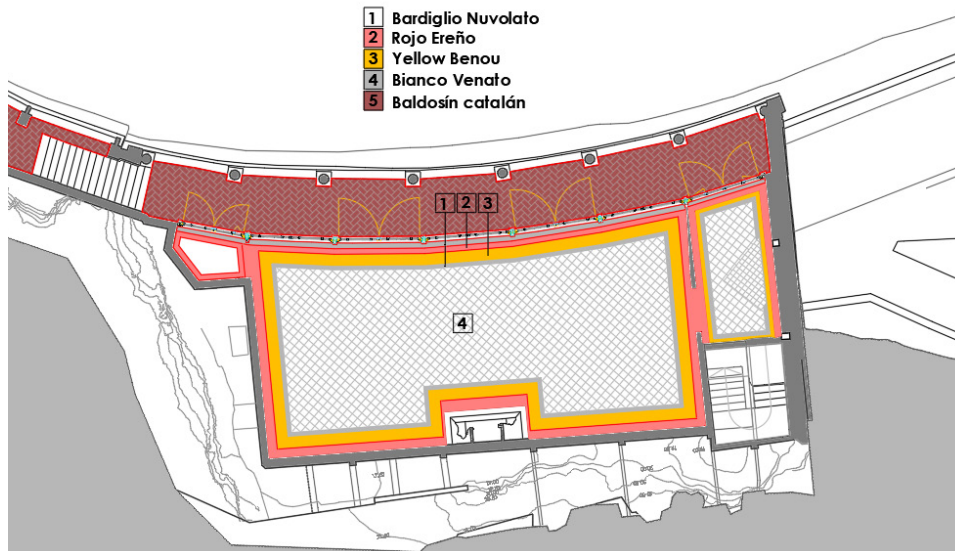 1 Bardiglio Nuvolato
2 Rojo Ereño
3 Yellow Benou
4 Bianco Venato
5 Baldosín catalán
1 2 3
4